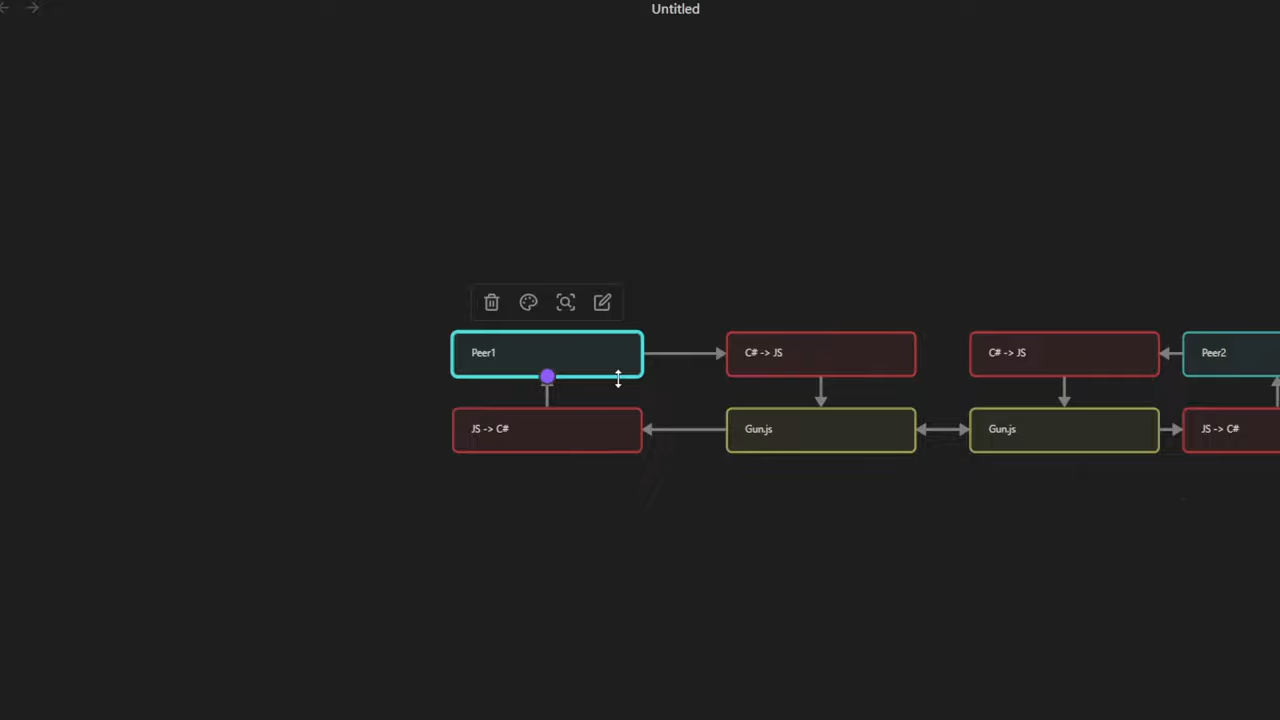 Untitled
Peer1
C# -> JS
C# -> JS
Peer2
JS -> C#
Gun.js
Gun.js
JS -> C#